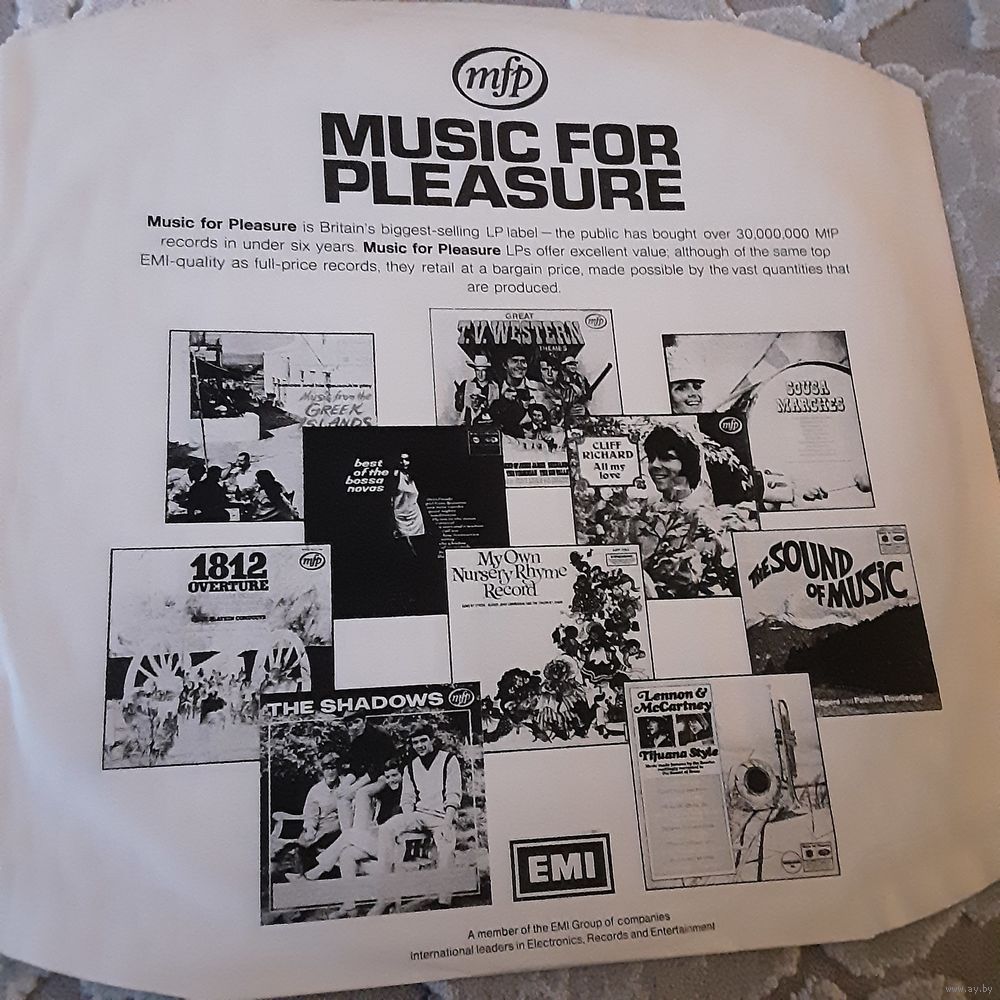 mfp
MUSIC FOR
PLEASURE
Music for Pleasure is Britain's biggest-selling LP label — the public has bought over 30,000,000 MfP
records in under six years. Music for Pleasure LPs offer excellent value; although of the same top
EMI-quality as full-price records, they retail at a bargain price, made possible by the vast quantities that
are produced.
GREAT
T.V. WESTERN
THEMES
mfp
Music from the
GREEK
ISLANDS
SOUSA
MARCHES
best
of the
bossa
novas
CLIFF
RICHARD
All my
love
mfp
1812
OVERTURE
mfp
My Own
Nursery Rhyme
Record
THE SOUND
OF MUSIC
and Patricia Routledge
THE SHADOWS
mfp
Lennon &
McCartney
Tijuana Style
EMI
A member of the EMI Group of companies
International leaders in Electronics, Records and Entertainment
www.ay.by